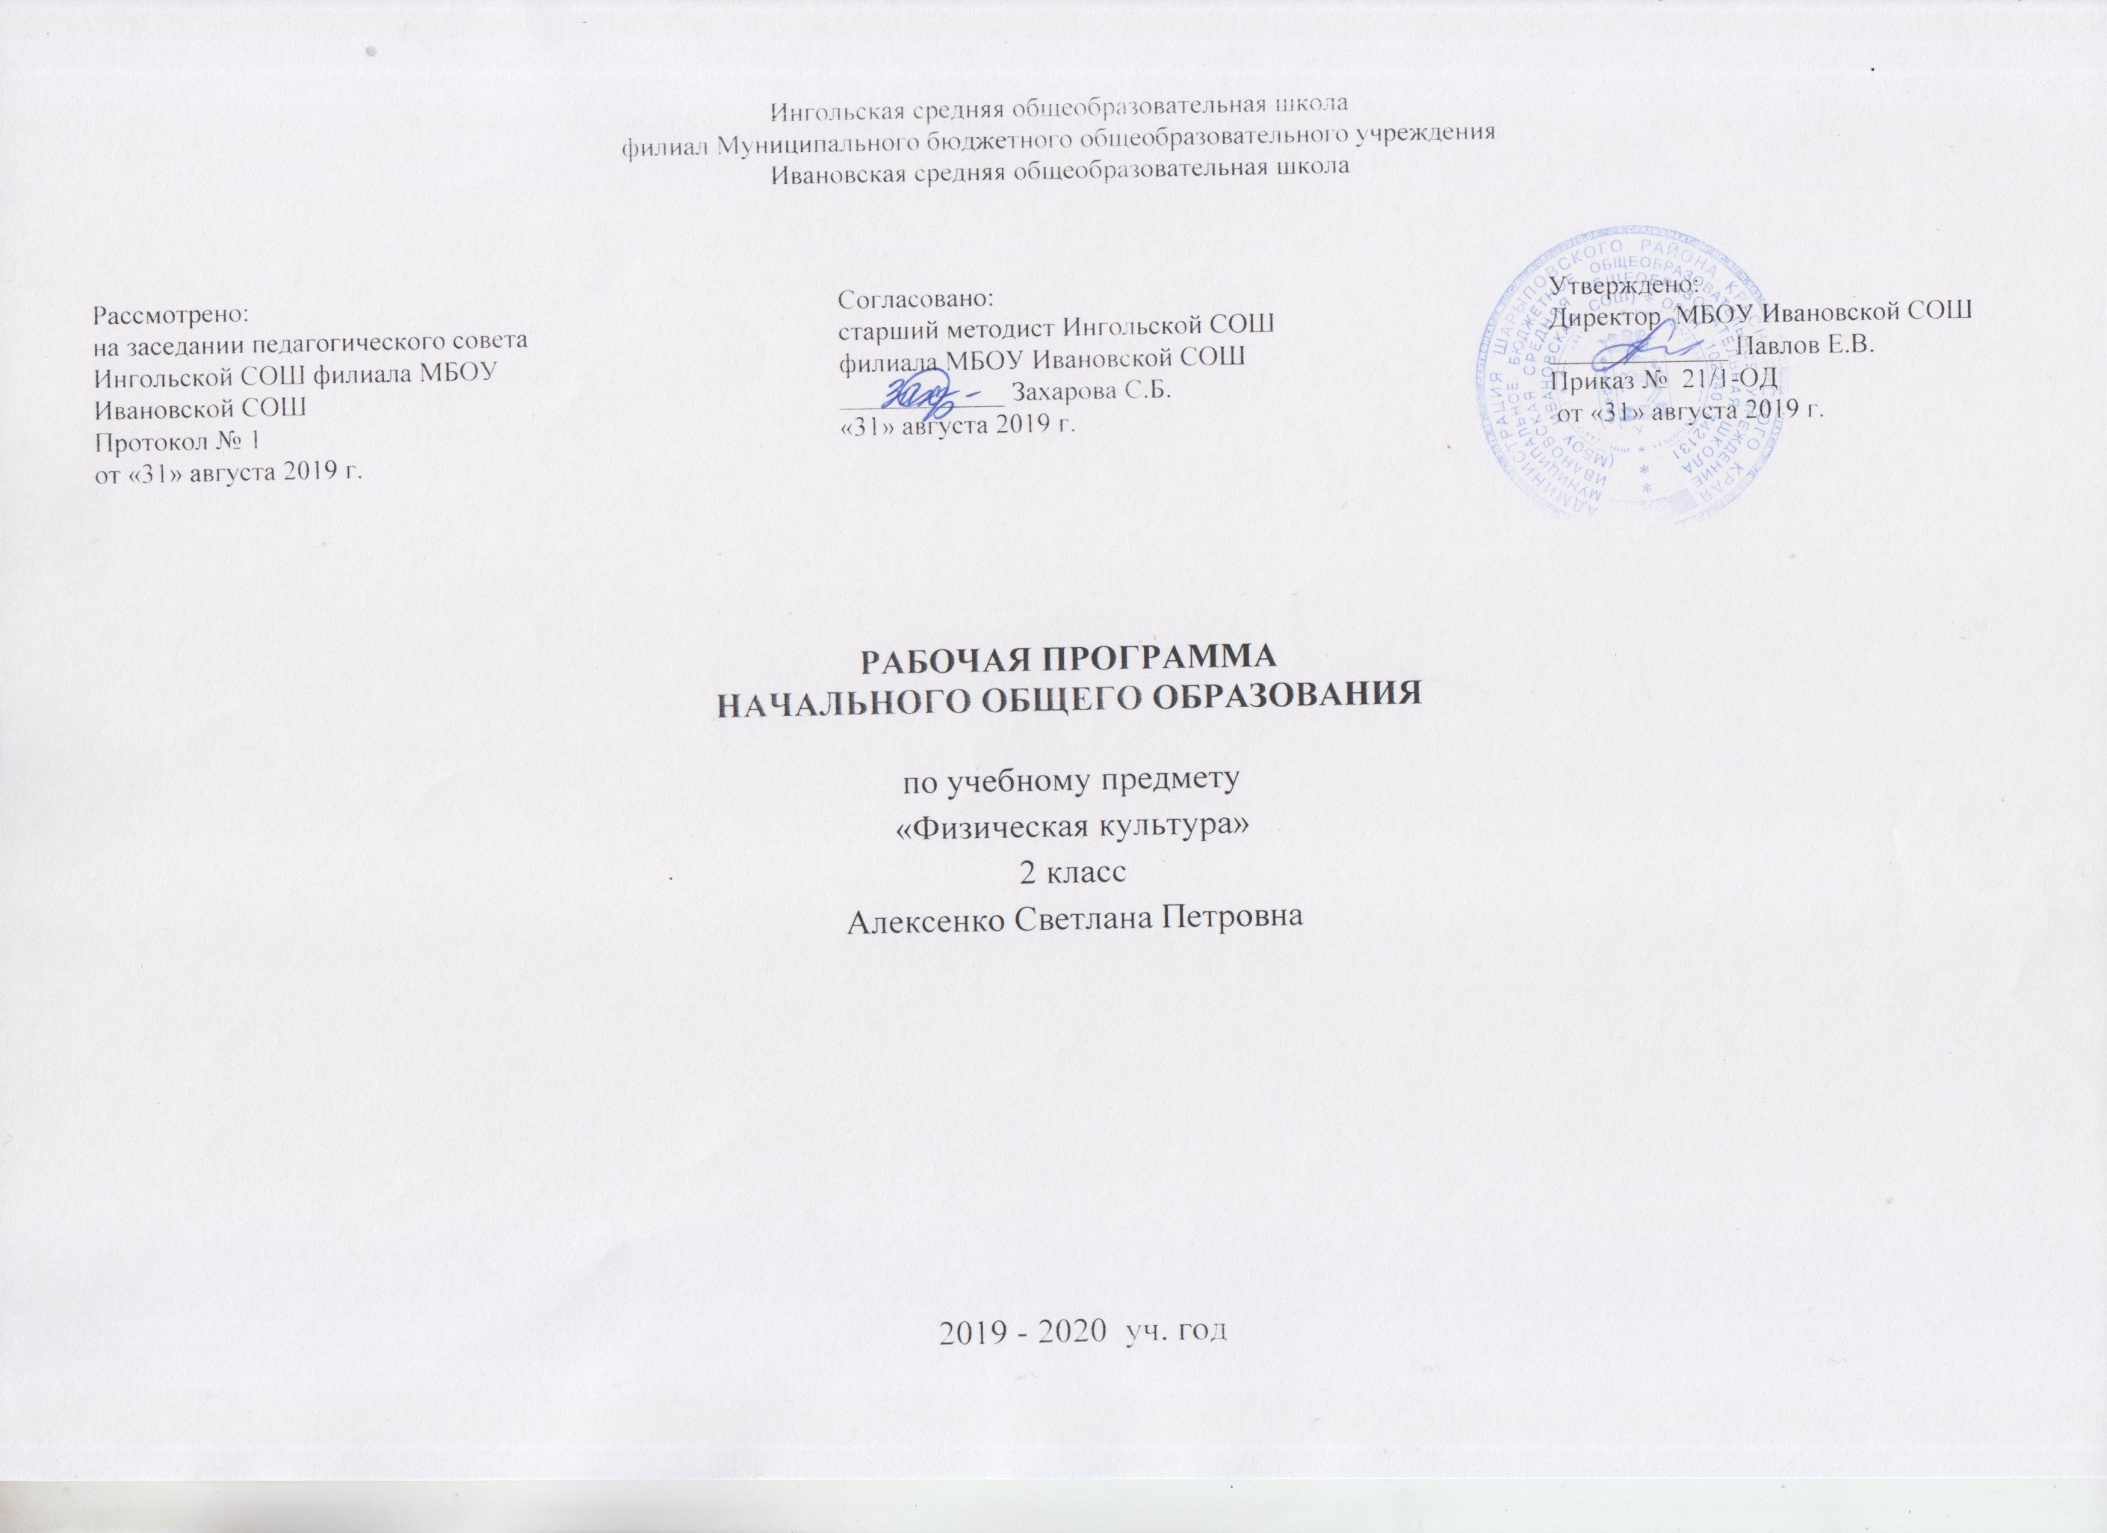 Ингольская средняя общеобразовательная школа
филиал Муниципального бюджетного общеобразовательного учреждения
Ивановская средняя общеобразовательная школа
Рассмотрено:
на заседании педагогического совета
Ингольской СОШ филиала МБОУ
Ивановской СОШ
Протокол № 1
от «31» августа 2019 г.
Согласовано:
старший методист Ингольской СОШ
филиала МБОУ Ивановской СОШ
____________ Захарова С.Б.
«31» августа 2019 г.
Утверждено:
Директор МБОУ Ивановской СОШ
_____________ Павлов Е.В.
Приказ № 21/1-ОД
от «31» августа 2019 г.
РАБОЧАЯ ПРОГРАММА
НАЧАЛЬНОГО ОБЩЕГО ОБРАЗОВАНИЯ
по учебному предмету
«Физическая культура»
2 класс
Алексенко Светлана Петровна
2019 - 2020 уч. год